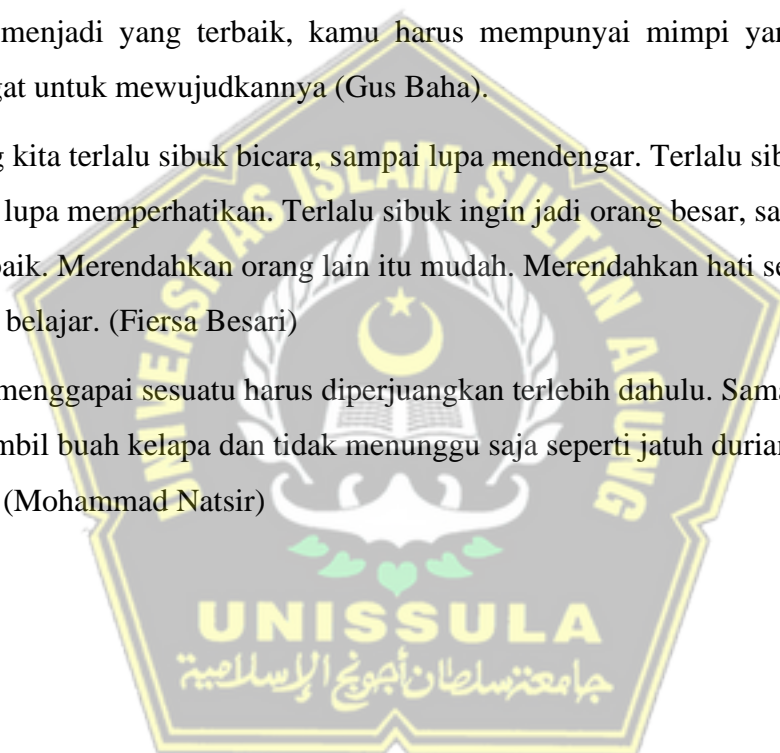 menjadi yang terbaik, kamu harus mempunyai mimpi yan
gat untuk mewujudkannya (Gus Baha).
g kita terlalu sibuk bicara, sampai lupa mendengar. Terlalu sib
lupa memperhatikan. Terlalu sibuk ingin jadi orang besar, sa
baik. Merendahkan orang lain itu mudah. Merendahkan hati se
belajar. (Fiersa Besari)
menggapai sesuatu harus diperjuangkan terlebih dahulu. Sama
mbil buah kelapa dan tidak menunggu saja seperti jatuh durian
(Mohammad Natsir)
UNIVERSITAS ISLAM SULTAN AGUNG
UNISSULA
جامعتنسلطان أجونج الإسلامية